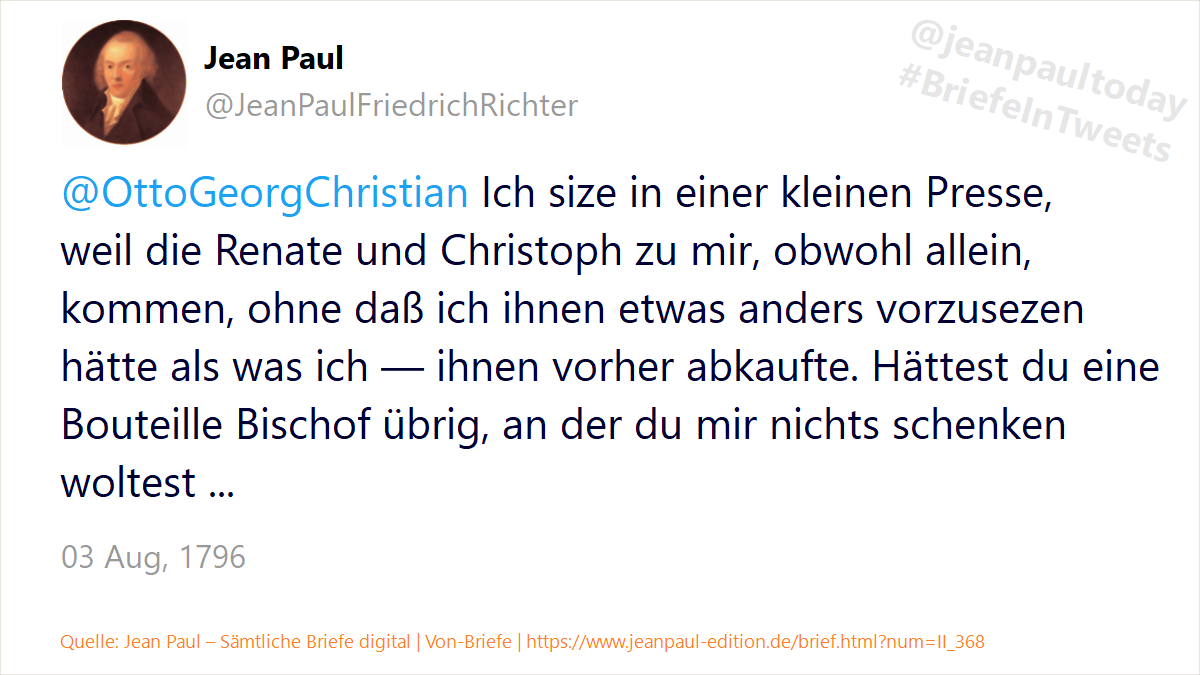 Jean Paul
@JeanPaulFriedrichRichter
@jeanpaultoday
#BriefeInTweets
@OttoGeorgChristian Ich size in einer kleinen Presse,
weil die Renate und Christoph zu mir, obwohl allein,
kommen, ohne daß ich ihnen etwas anders vorzusezen
hätte als was ich — ihnen vorher abkaufte. Hättest du eine
Bouteille Bischof übrig, an der du mir nichts schenken
woltest ...
03 Aug, 1796
Quelle: Jean Paul – Sämtliche Briefe digital | Von-Briefe | https://www.jeanpaul-edition.de/brief.html?num=II_368